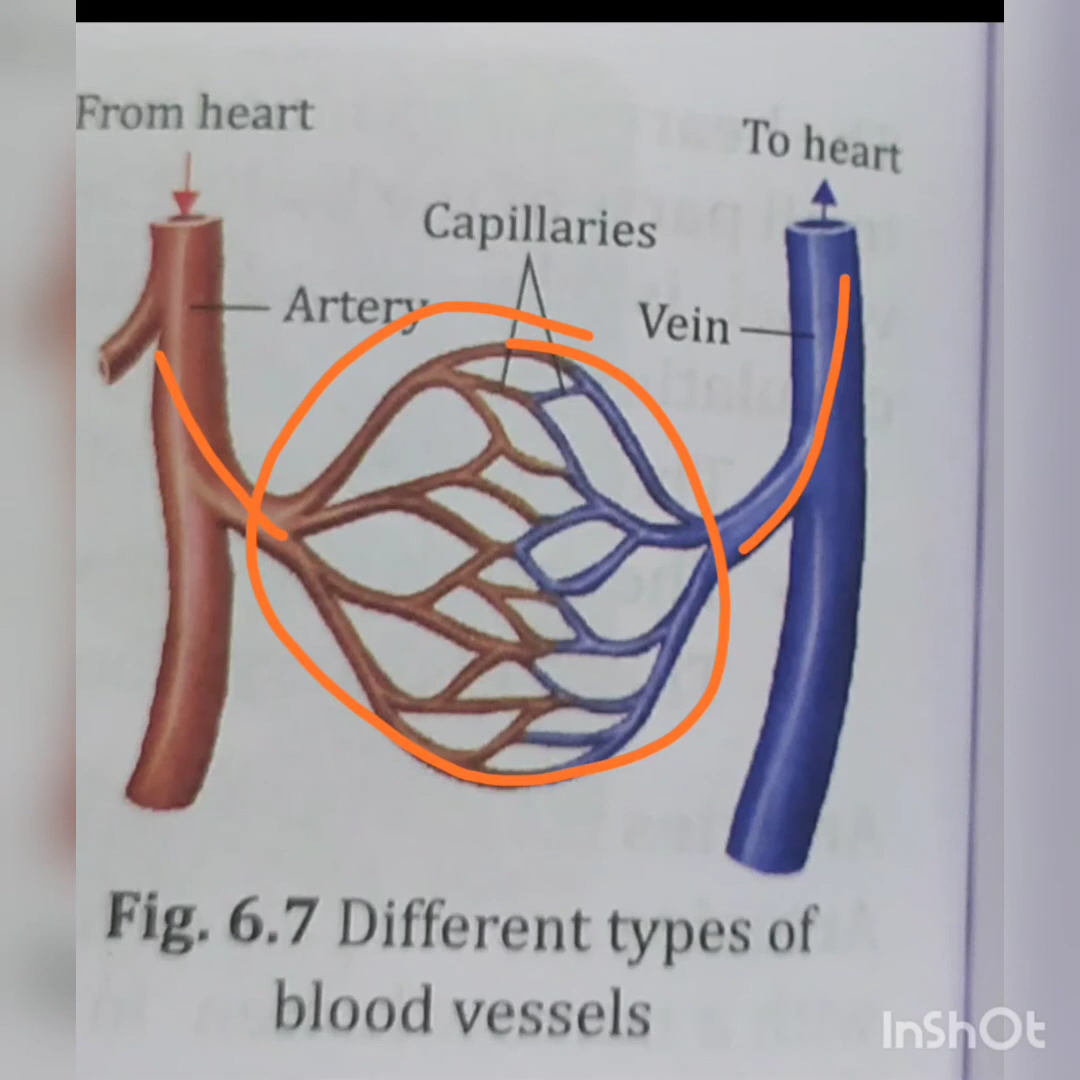 From heart
To heart
Capillaries
Artery
Vein
Fig. 6.7 Different types of
blood vessels
InShOt